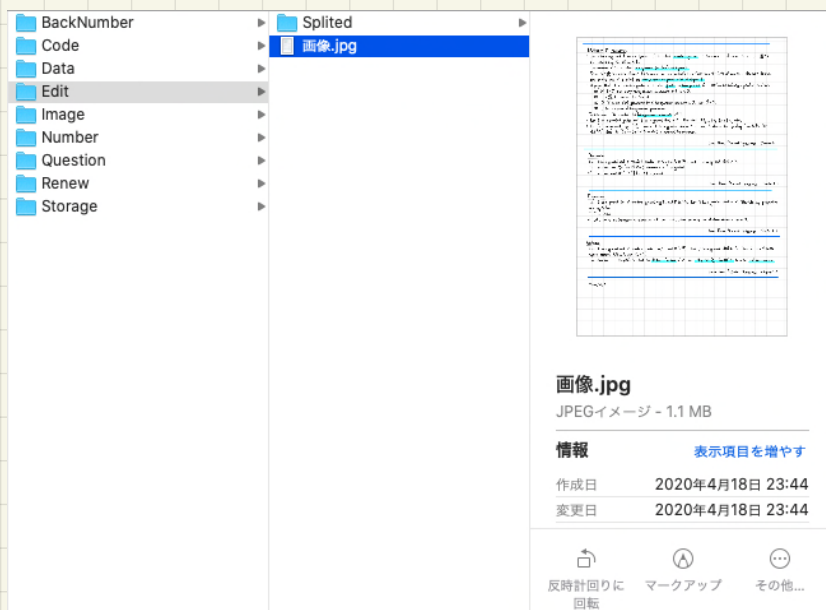 BackNumber
Code
Data
Edit
Image
Number
Question
Renew
Storage
Splited
画像.jpg
画像.jpg
JPEGイメージ - 1.1 MB
情報
表示項目を増やす
作成日
2020年4月18日 23:44
変更日
2020年4月18日 23:44
反時計回りに
回転
マークアップ
その他...